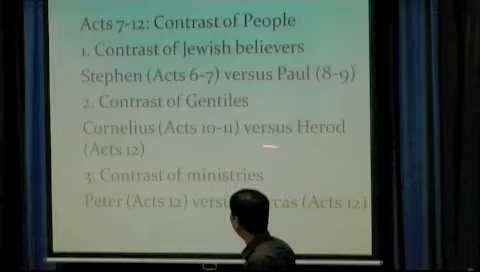 Acts 7-12: Contrast of People
1. Contrast of Jewish believers
Stephen (Acts 6-7) versus Paul (8-9)
2. Contrast of Gentiles
Cornelius (Acts 10-11) versus Herod
(Acts 12)
3. Contrast of ministries
Peter (Acts 12) (Acts 12)